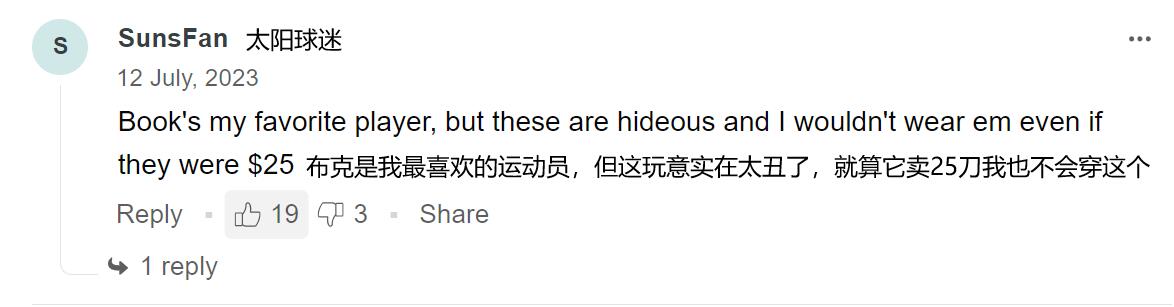 S
SunsFan 太阳球迷
12 July, 2023
Book's my favorite player, but these are hideous and I wouldn't wear em even if
they were $25 布克是我最喜欢的运动员，但这玩意实在太丑了，就算它卖25刀我也不会穿这个
Reply 19 3 Share
1 reply